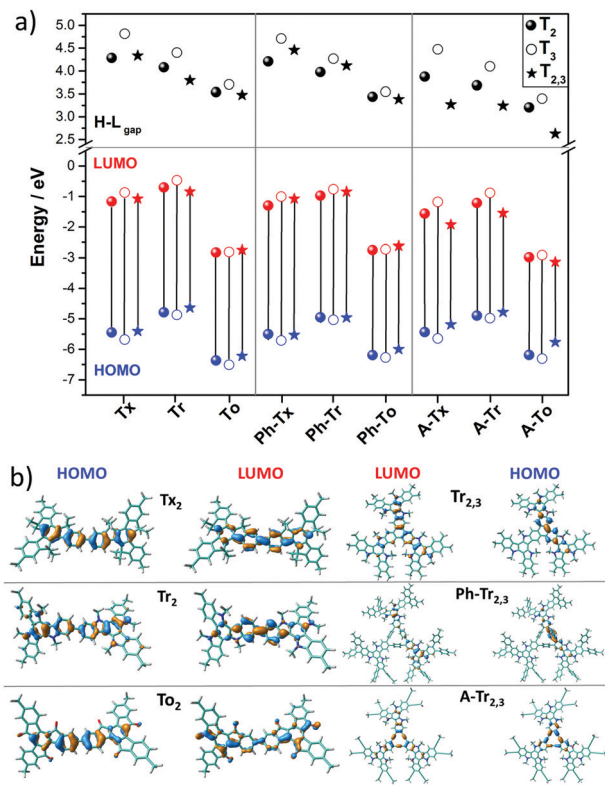 a)
5.0
4.5
4.0
3.5
3.0
2.5
T2
T3
T2,3
H-L gap
LUMO
HOMO
Energy / eV
0
-1
-2
-3
-4
-5
-6
-7
Tx
Tr
To
Ph-Tx
Ph-Tr
Ph-To
A-Tx
A-Tr
A-To
b)
HOMO LUMO LUMO HOMO
Tx2
Tr2,3
Tr2
Ph-Tr2,3
To2
A-Tr2,3